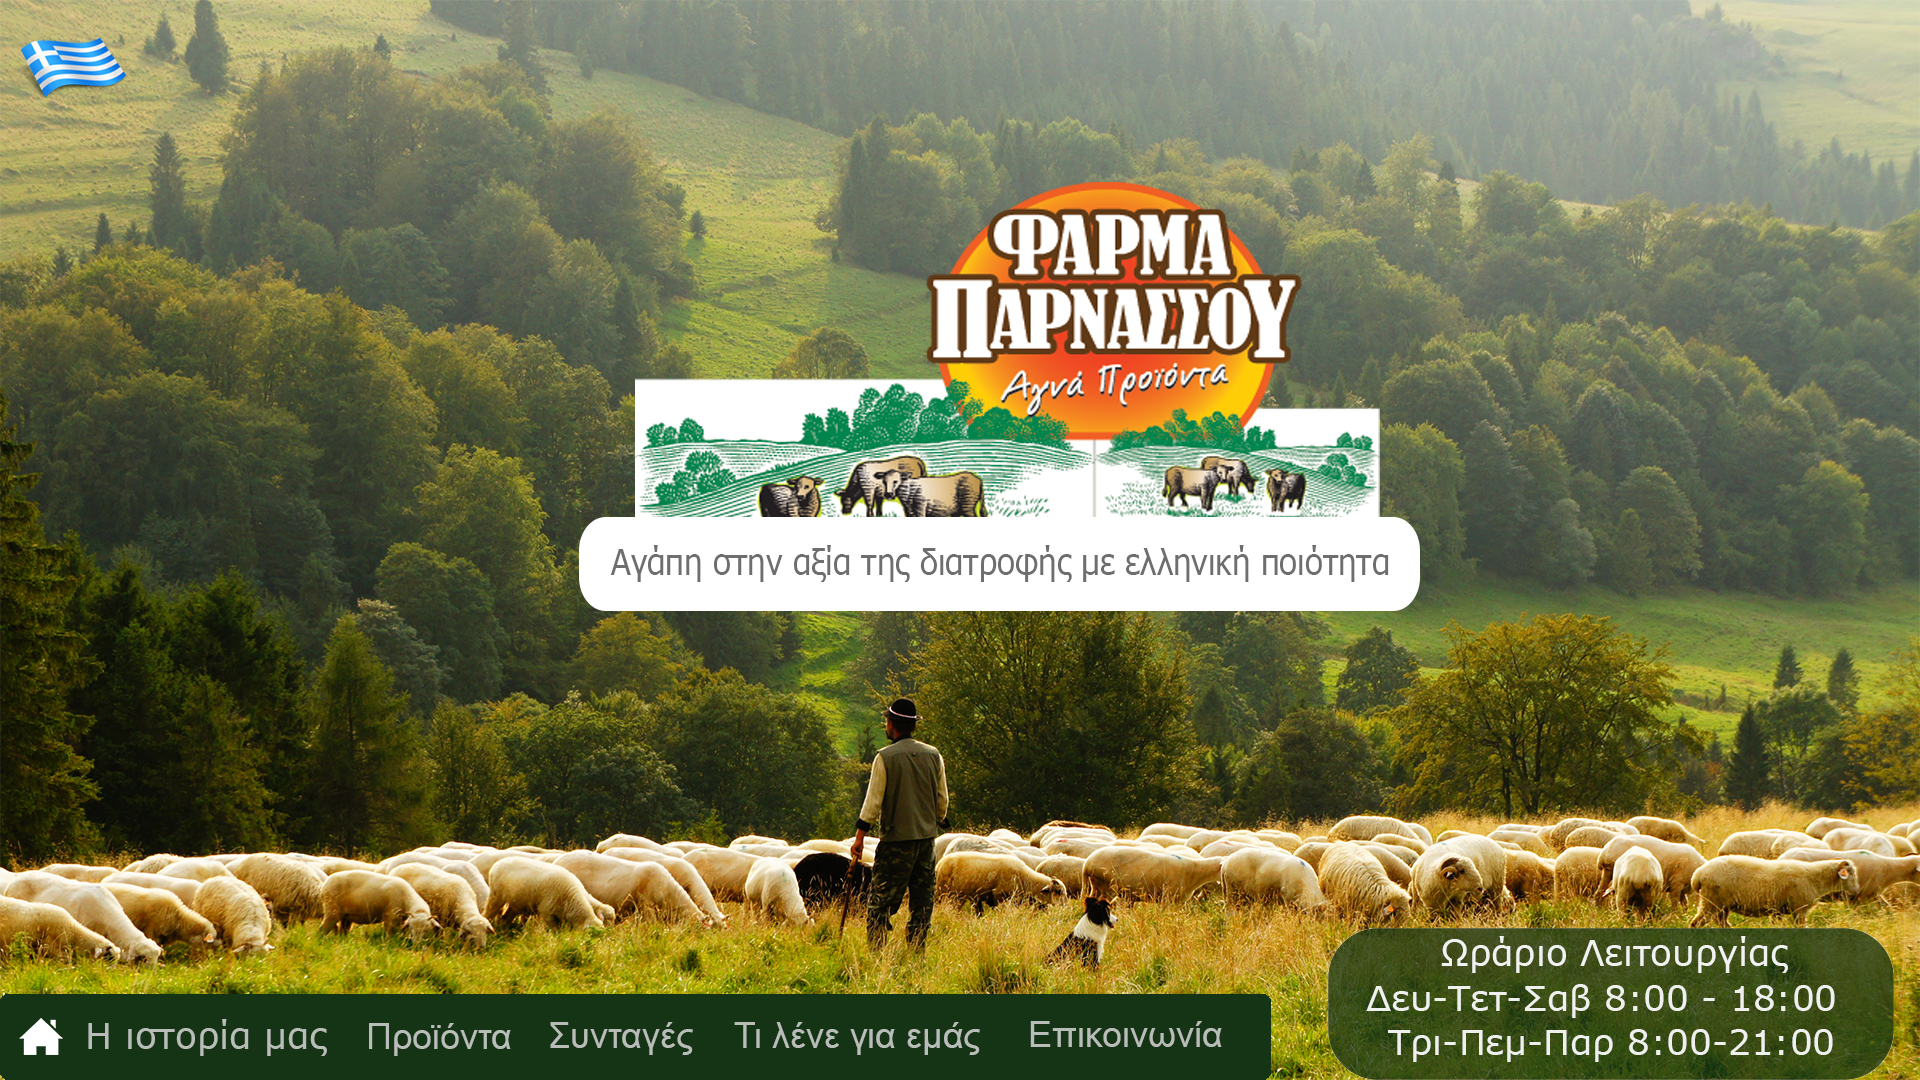 ΦΑΡΜΑ
ΠΑΡΝΑΣΣΟΥ
Αγνά Προϊόντα
Αγάπη στην αξία της διατροφής με ελληνική ποιότητα
Η ιστορία μας Προϊόντα Συνταγές Τι λένε για εμάς Επικοινωνία
Ωράριο Λειτουργίας
Δευ-Τετ-Σαβ 8:00 - 18:00
Τρι-Πεμ-Παρ 8:00-21:00